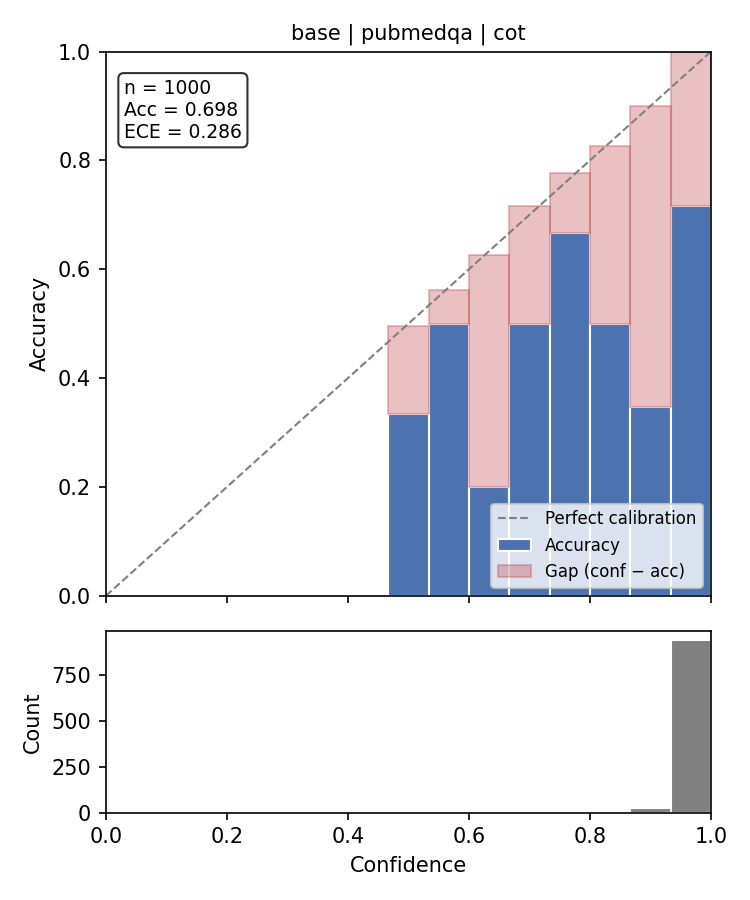 base | pubmedqa | cot
n = 1000
Acc = 0.698
ECE = 0.286
1.0
0.8
0.6
0.4
0.2
0.0
Accuracy
Perfect calibration
Accuracy
Gap (conf − acc)
750
500
250
0
Count
0.0 0.2 0.4 0.6 0.8 1.0
Confidence